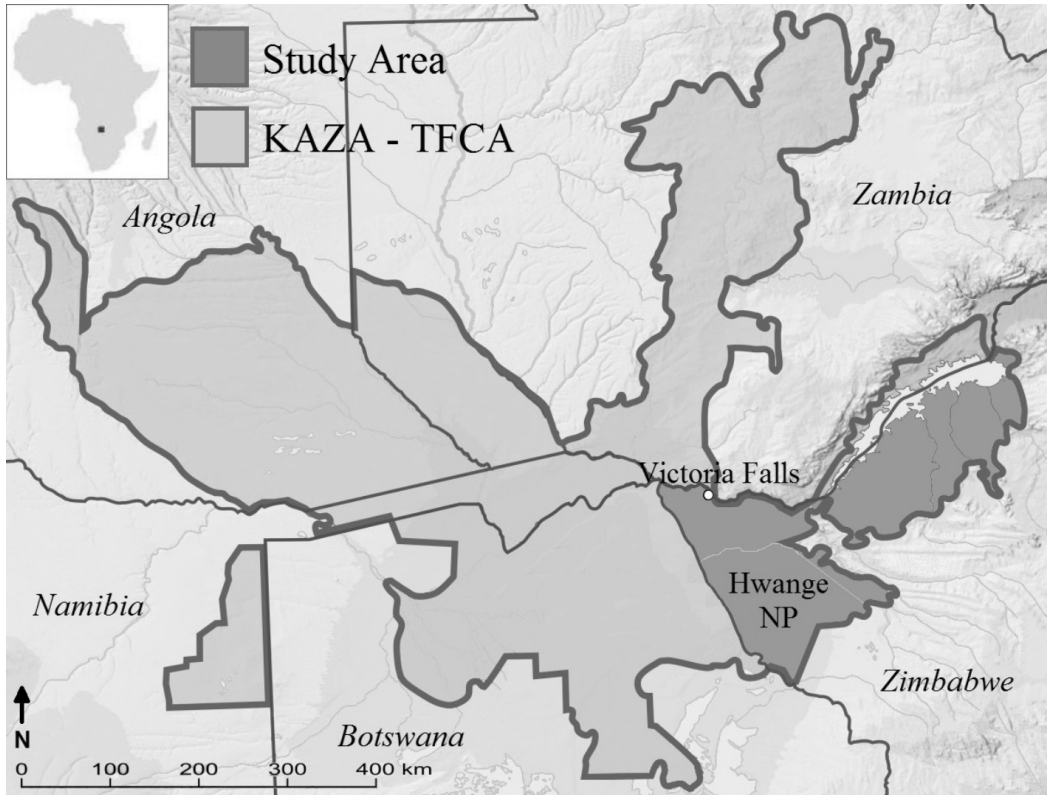 Study Area
KAZA - TFCA
Angola
Zambia
Victoria Falls
Hwange
NP
Namibia
Zimbabwe
Botswana
N
0 100 200 300 400 km